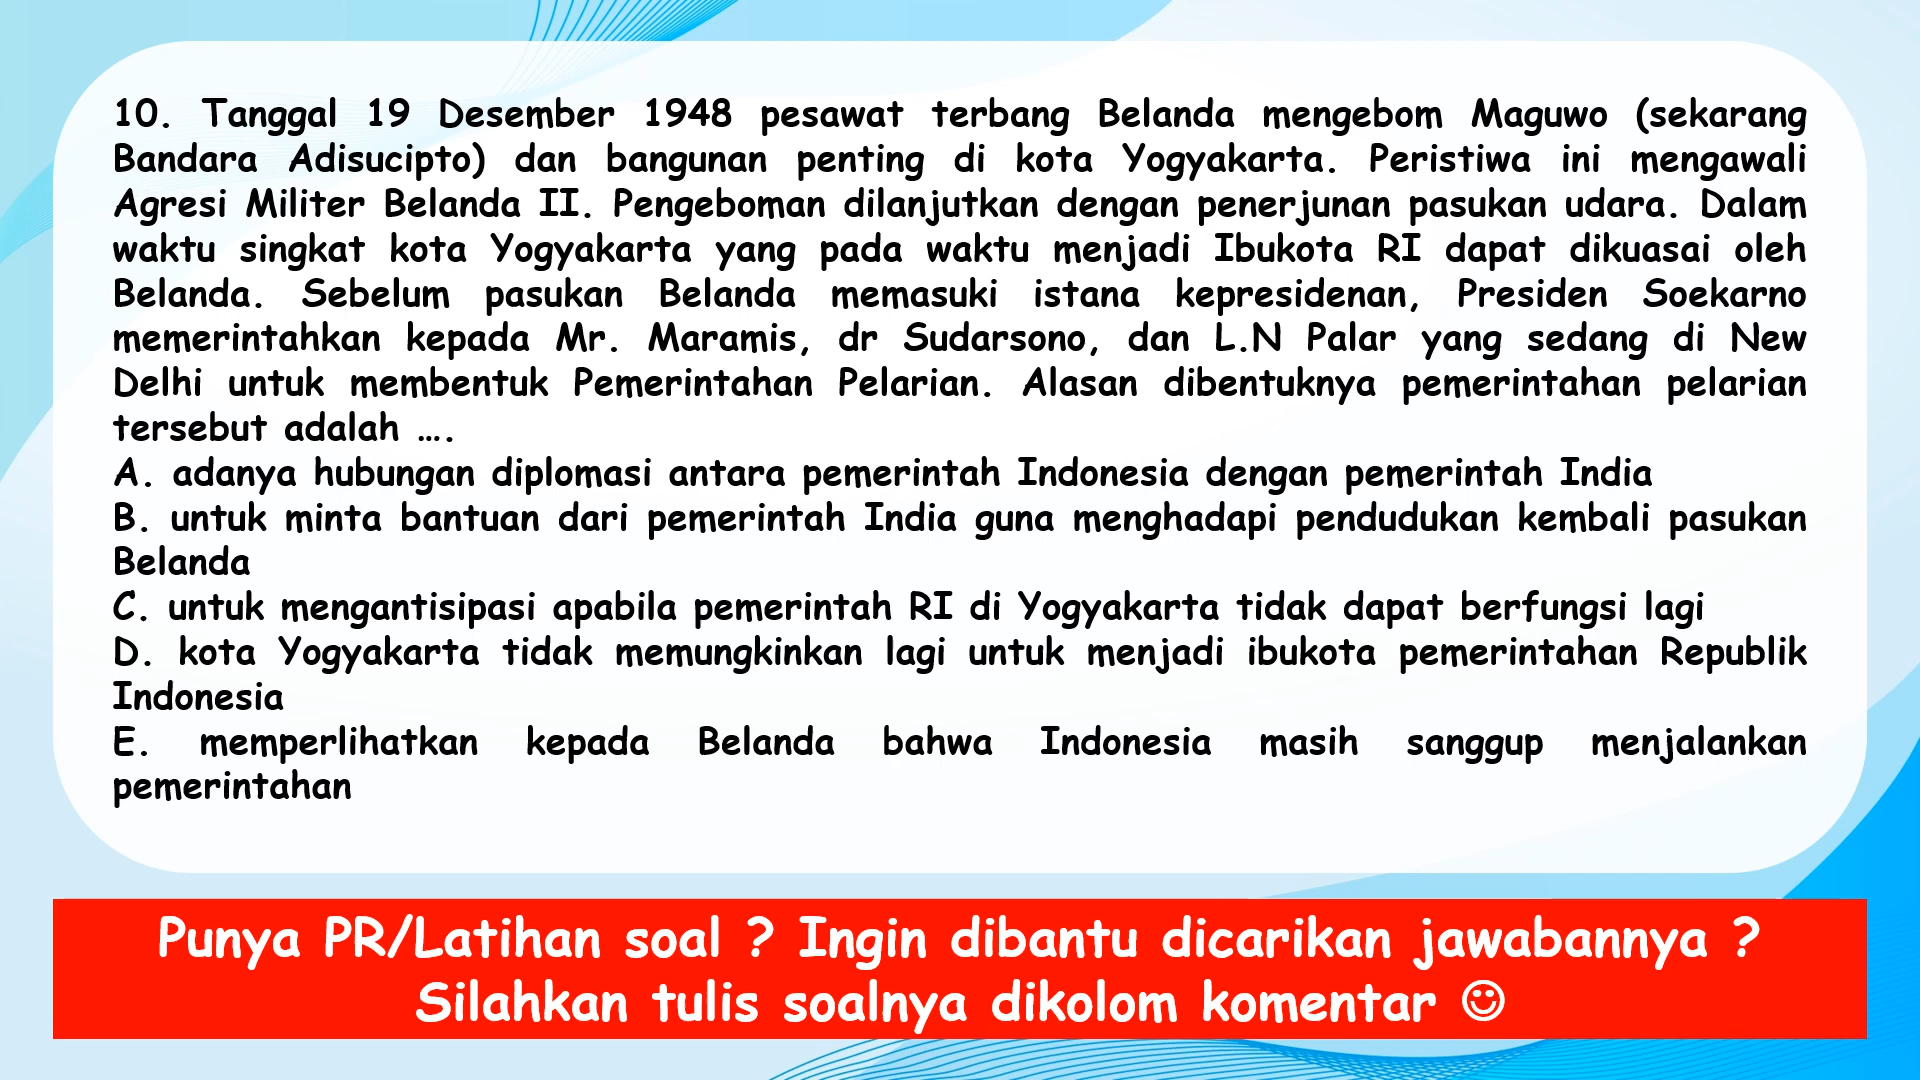 10. Tanggal 19 Desember 1948 pesawat terbang Belanda mengebom Maguwo (sekarang
Bandara Adisucipto) dan bangunan penting di kota Yogyakarta. Peristiwa ini mengawali
Agresi Militer Belanda II. Pengeboman dilanjutkan dengan penerjunan pasukan udara. Dalam
waktu singkat kota Yogyakarta yang pada waktu menjadi Ibukota RI dapat dikuasai oleh
Belanda. Sebelum pasukan Belanda memasuki istana kepresidenan, Presiden Soekarno
memerintahkan kepada Mr. Maramis, dr Sudarsono, dan L.N Palar yang sedang di New
Delhi untuk membentuk Pemerintahan Pelarian. Alasan dibentuknya pemerintahan pelarian
tersebut adalah ….
A. adanya hubungan diplomasi antara pemerintah Indonesia dengan pemerintah India
B. untuk minta bantuan dari pemerintah India guna menghadapi pendudukan kembali pasukan
Belanda
C. untuk mengantisipasi apabila pemerintah RI di Yogyakarta tidak dapat berfungsi lagi
D. kota Yogyakarta tidak memungkinkan lagi untuk menjadi ibukota pemerintahan Republik
Indonesia
E. memperlihatkan kepada Belanda bahwa Indonesia masih sanggup menjalankan
pemerintahan
Punya PR/Latihan soal ? Ingin dibantu dicarikan jawabannya ?
Silahkan tulis soalnya dikolom komentar ☺